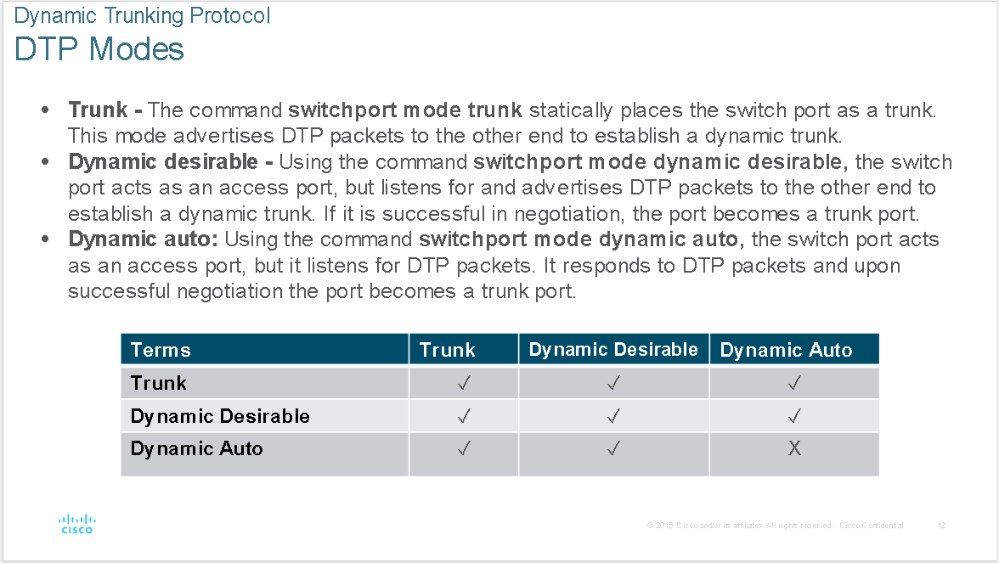 Dynamic Trunking Protocol
DTP Modes
• Trunk - The command switchport mode trunk statically places the switch port as a trunk.
This mode advertises DTP packets to the other end to establish a dynamic trunk.
• Dynamic desirable - Using the command switchport mode dynamic desirable, the switch
port acts as an access port, but listens for and advertises DTP packets to the other end to
establish a dynamic trunk. If it is successful in negotiation, the port becomes a trunk port.
• Dynamic auto: Using the command switchport mode dynamic auto, the switch port acts
as an access port, but it listens for DTP packets. It responds to DTP packets and upon
successful negotiation the port becomes a trunk port.
Terms Trunk Dynamic Desirable Dynamic Auto
Trunk ✓ ✓ ✓
Dynamic Desirable ✓ ✓ ✓
Dynamic Auto ✓ ✓ X
CISCO
© 2016 Cisco and/or its affiliates. All rights reserved. Cisco Confidential 12